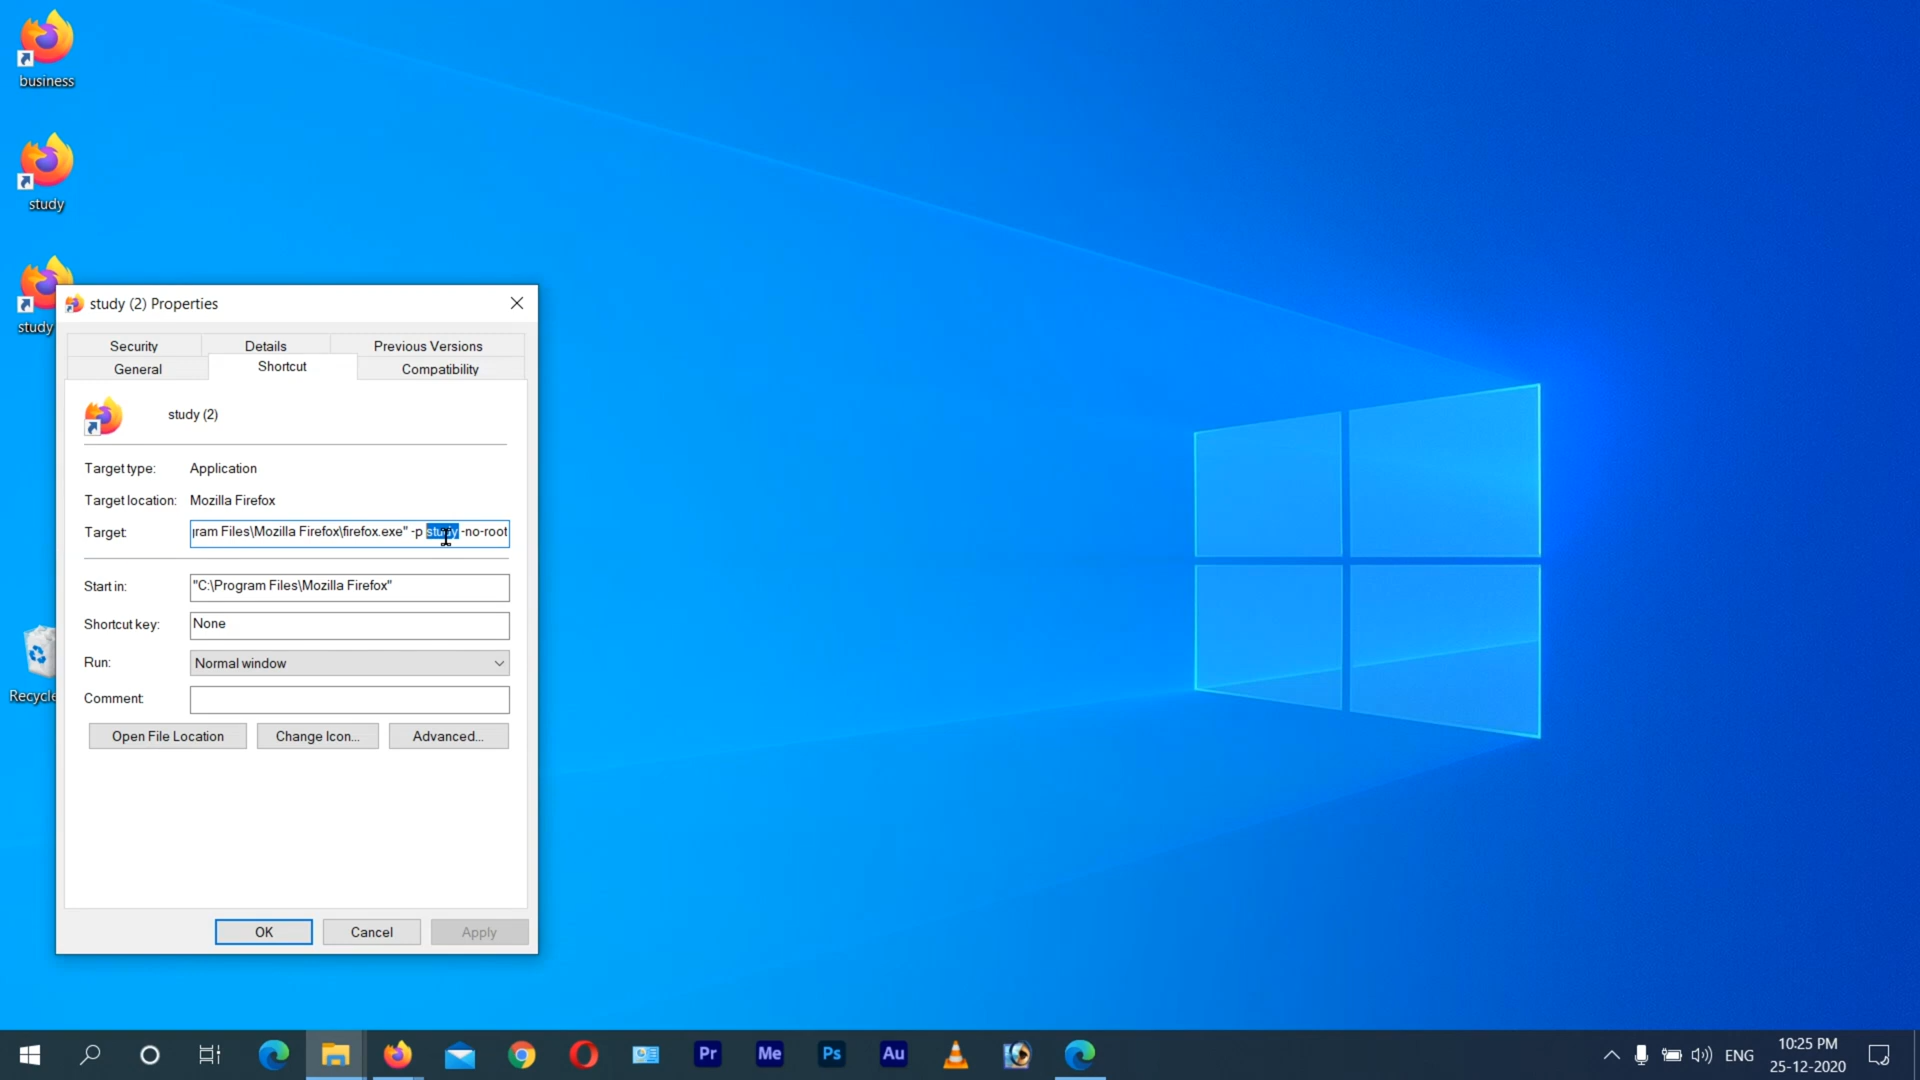 business
study
study
study (2) Properties
Security
Details
Previous Versions
General
Shortcut
Compatibility
study (2)
Target type:
Application
Target location:
Mozilla Firefox
Target:
gram Files\Mozilla Firefox\firefox.exe" -p study -no-root
Start in:
"C:\Program Files\Mozilla Firefox"
Shortcut key:
None
Run:
Normal window
Comment:
Open File Location
Change Icon...
Advanced...
OK
Cancel
Apply
Recycle
Pr
Me
Ps
Au
ENG
10:25 PM
25-12-2020